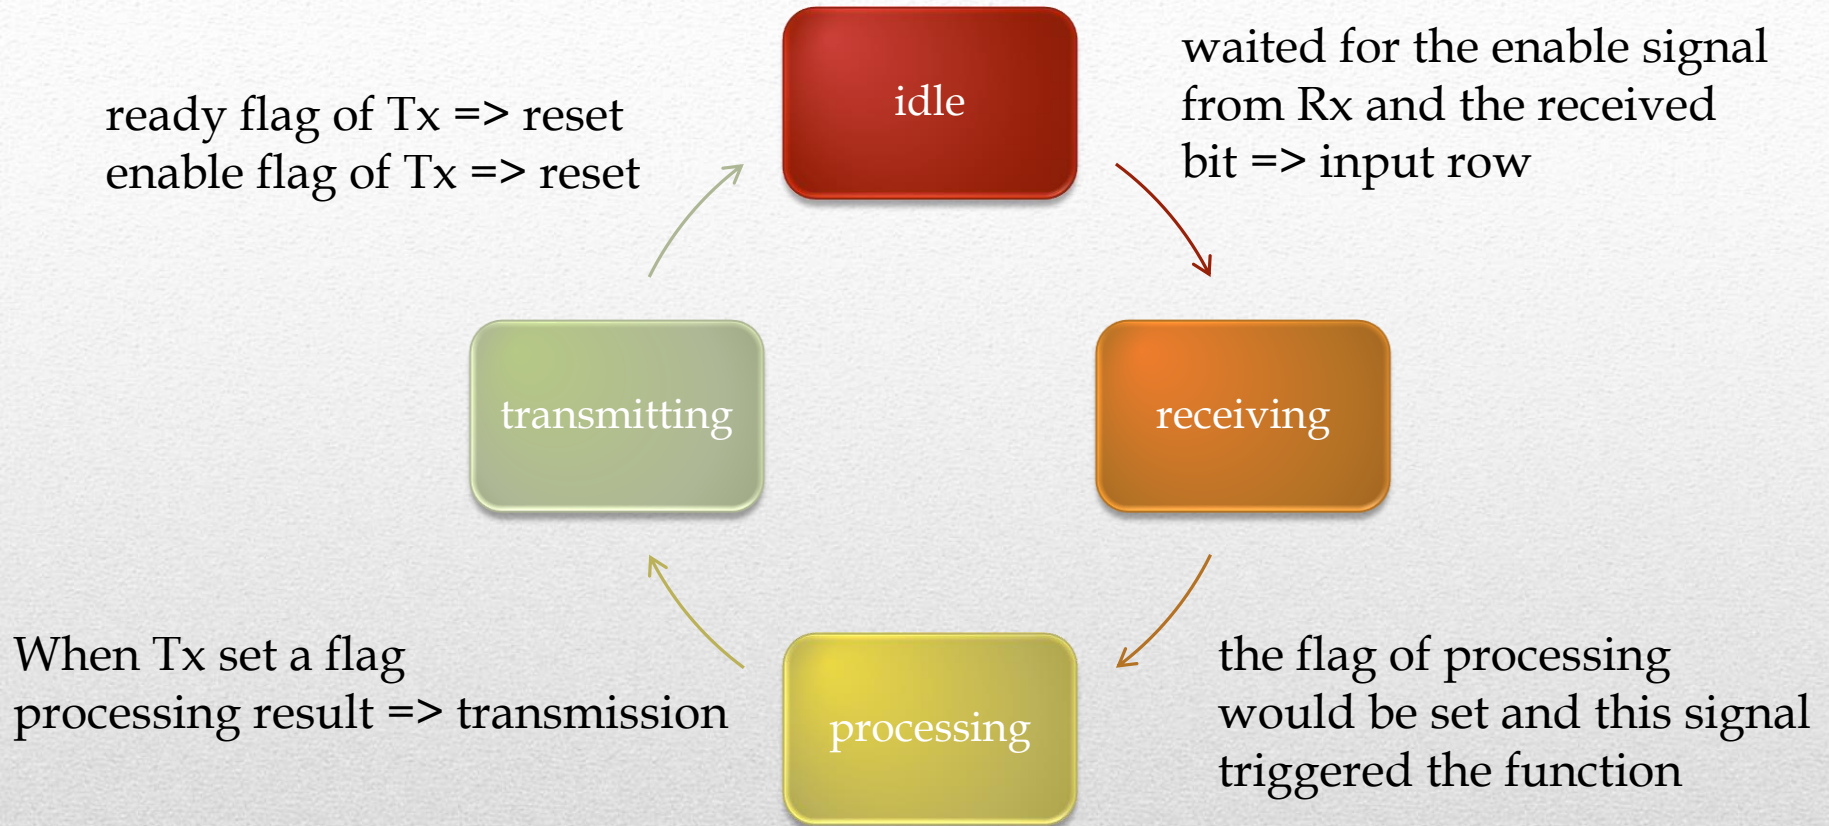 idle
waited for the enable signal
from Rx and the received
bit => input row
ready flag of Tx => reset
enable flag of Tx => reset
transmitting
receiving
When Tx set a flag
processing result => transmission
processing
the flag of processing
would be set and this signal
triggered the function